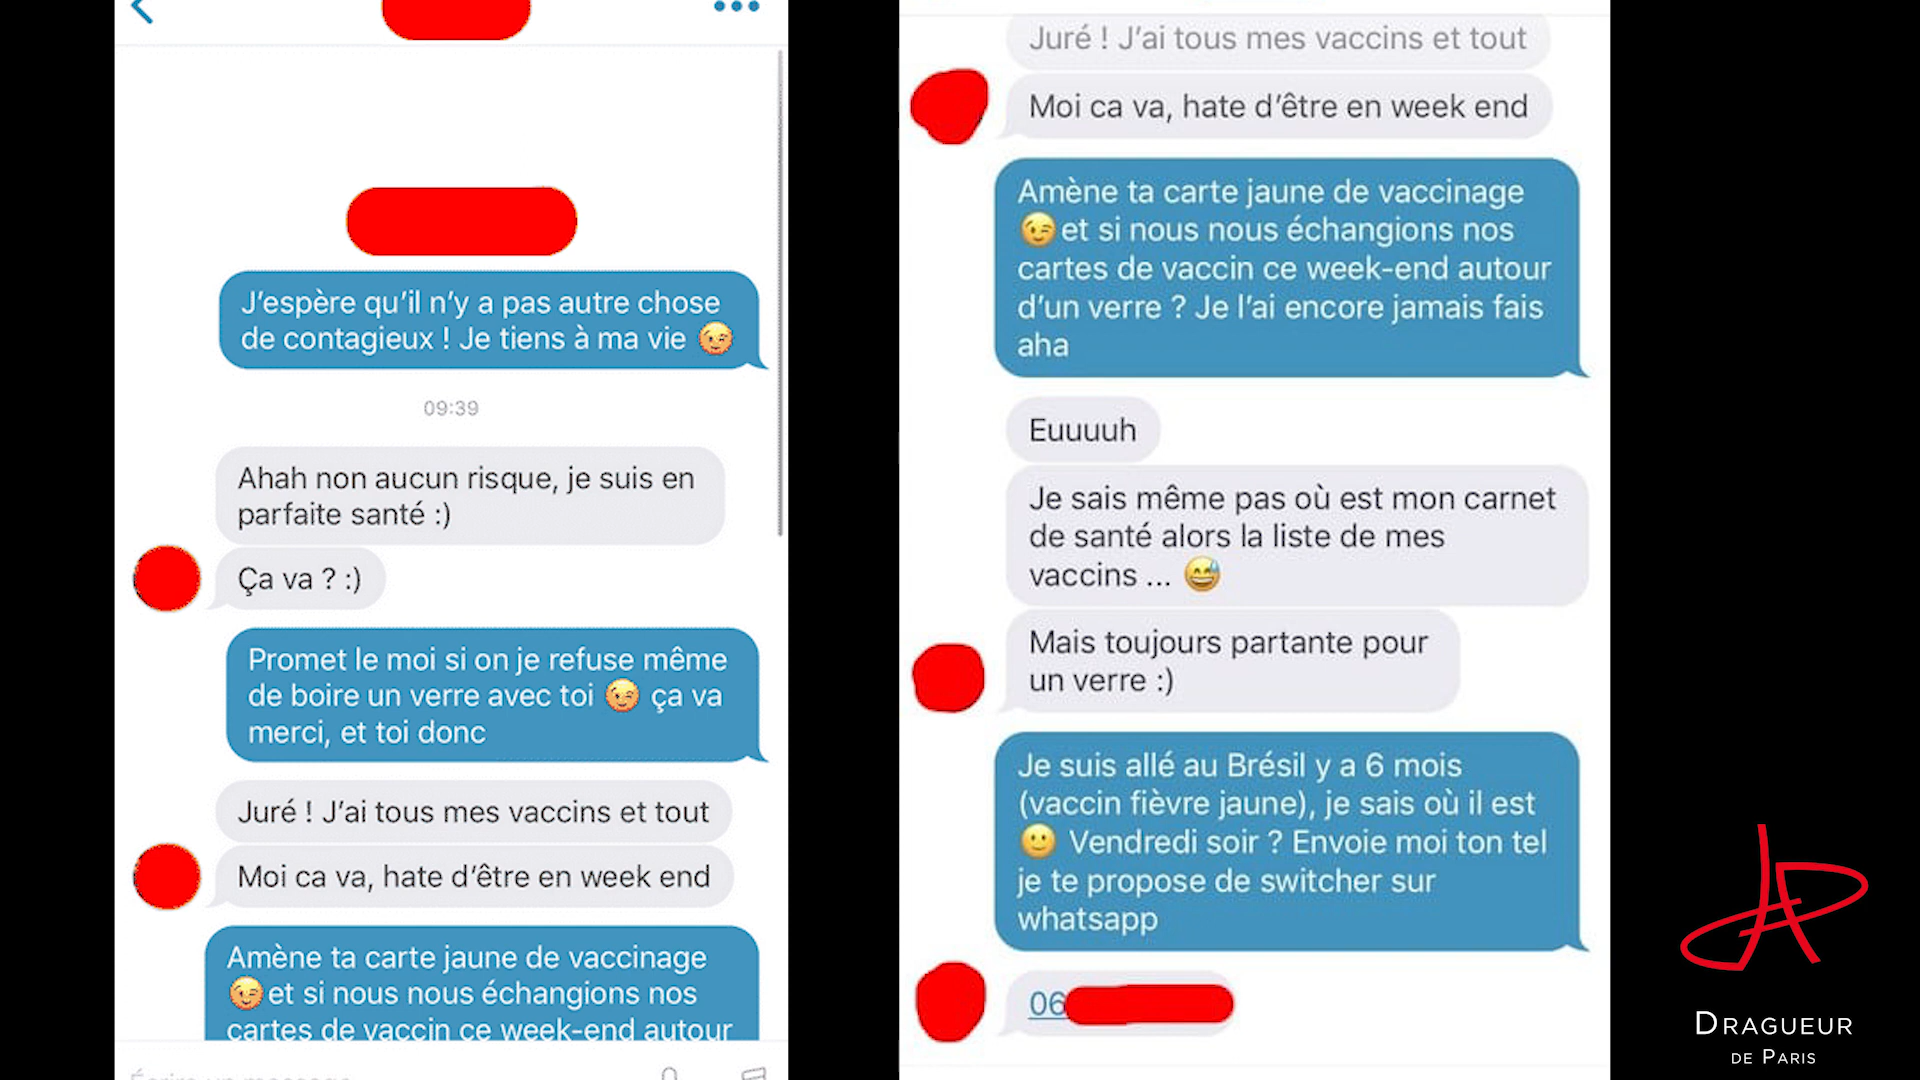 J'espère qu'il n'y a pas autre chose
de contagieux ! Je tiens à ma vie 😉
09:39
Ahah non aucun risque, je suis en
parfaite santé :)
Ça va ? :)
Promet le moi si on je refuse même
de boire un verre avec toi 😉 ça va
merci, et toi donc
Juré ! J'ai tous mes vaccins et tout
Moi ca va, hate d'être en week end
Amène ta carte jaune de vaccinage
😉et si nous nous échangions nos
cartes de vaccin ce week-end autour
Écrire un message
Juré ! J'ai tous mes vaccins et tout
Moi ca va, hate d'être en week end
Amène ta carte jaune de vaccinage
😉et si nous nous échangions nos
cartes de vaccin ce week-end autour
d'un verre ? Je l'ai encore jamais fais
aha
Euuuuh
Je sais même pas où est mon carnet
de santé alors la liste de mes
vaccins ... 😅
Mais toujours partante pour
un verre :)
Je suis allé au Brésil y a 6 mois
(vaccin fièvre jaune), je sais où il est
🙂 Vendredi soir ? Envoie moi ton tel
je te propose de switcher sur
whatsapp
06
DRAGUEUR
DE PARIS